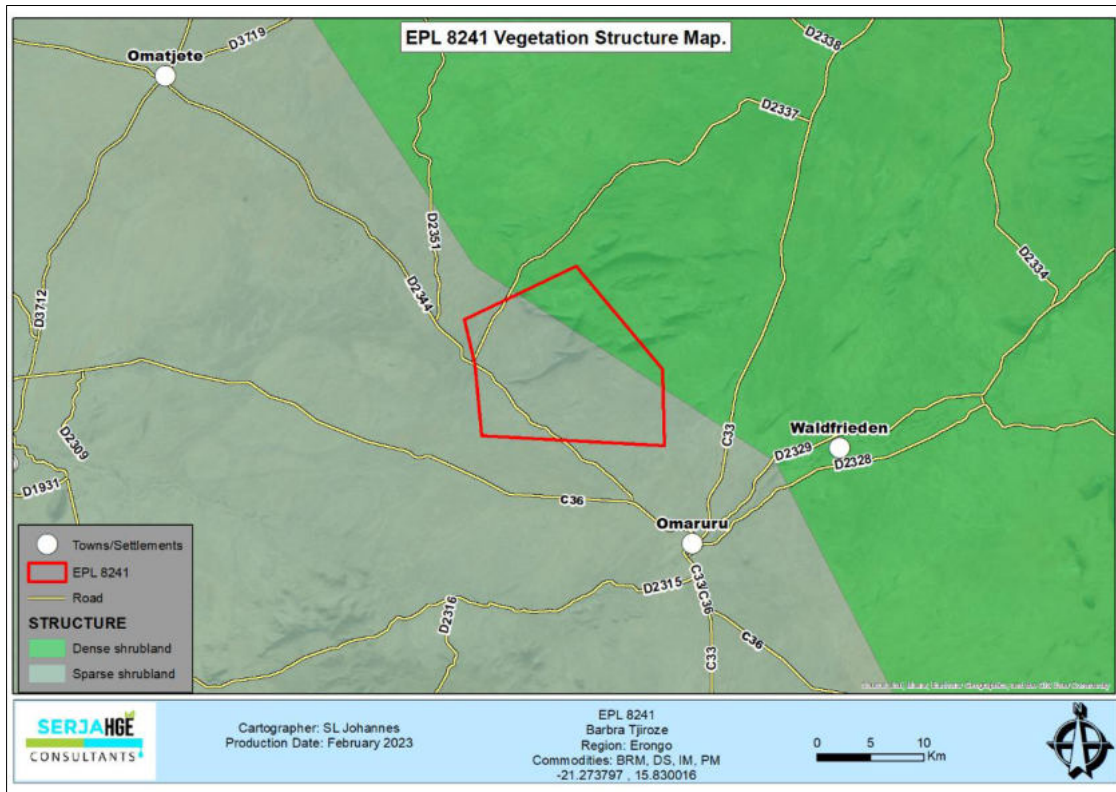 EPL 8241 Vegetation Structure Map.
Omatjete
D3719
D2338
D2337
D2351
D2344
D2334
D3712
D2309
D1931
C33
Waldfrieden
D2329
D2328
C36
Omaruru
D2315
D2316
C33/C36
C36
C33
Towns/Settlements
EPL 8241
Road
STRUCTURE
Dense shrubland
Sparse shrubland
SERJAHGE
CONSULTANTS
Cartographer: SL Johannes
Production Date: February 2023
EPL 8241
Barbra Tjiroze
Region: Erongo
Commodities: BRM, DS, IM, PM
-21.273797 , 15.830016
0 5 10
Km
N